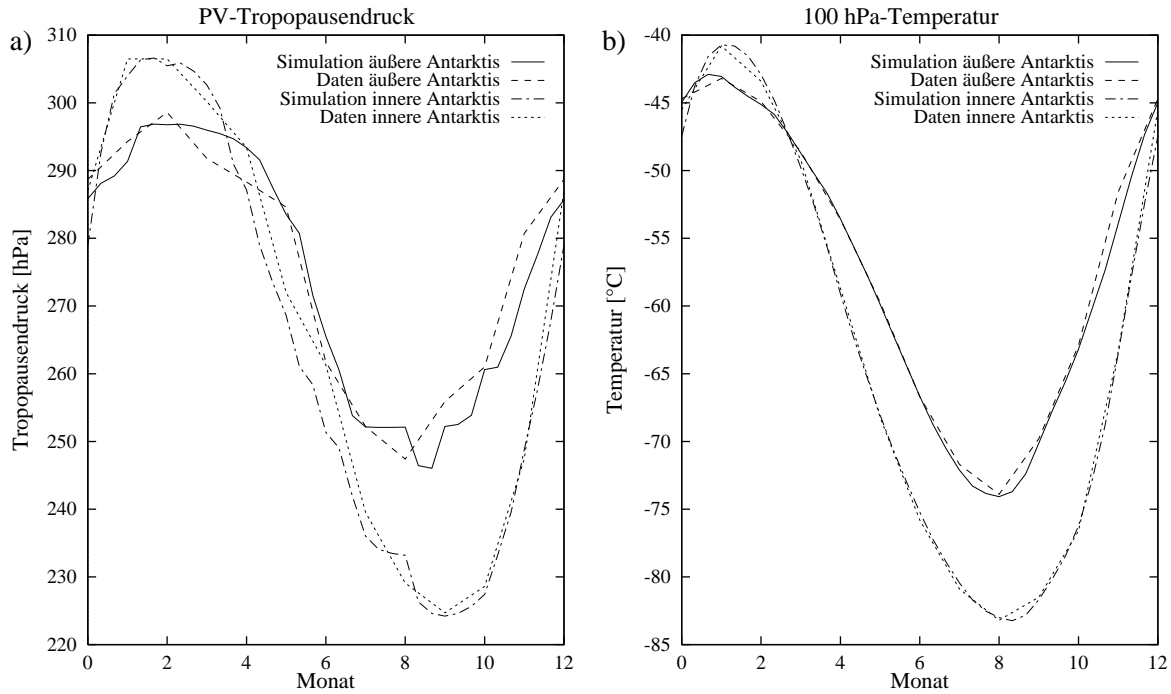 PV-Tropopausendruck
a)
310
300
290
280
270
260
250
240
230
220
0
2
4
6
8
10
12
Tropopausendruck [hPa]
Monat
Simulation äußere Antarktis
Daten äußere Antarktis
Simulation innere Antarktis
Daten innere Antarktis
100 hPa-Temperatur
b)
-40
-45
-50
-55
-60
-65
-70
-75
-80
-85
0
2
4
6
8
10
12
Temperatur [°C]
Monat
Simulation äußere Antarktis
Daten äußere Antarktis
Simulation innere Antarktis
Daten innere Antarktis